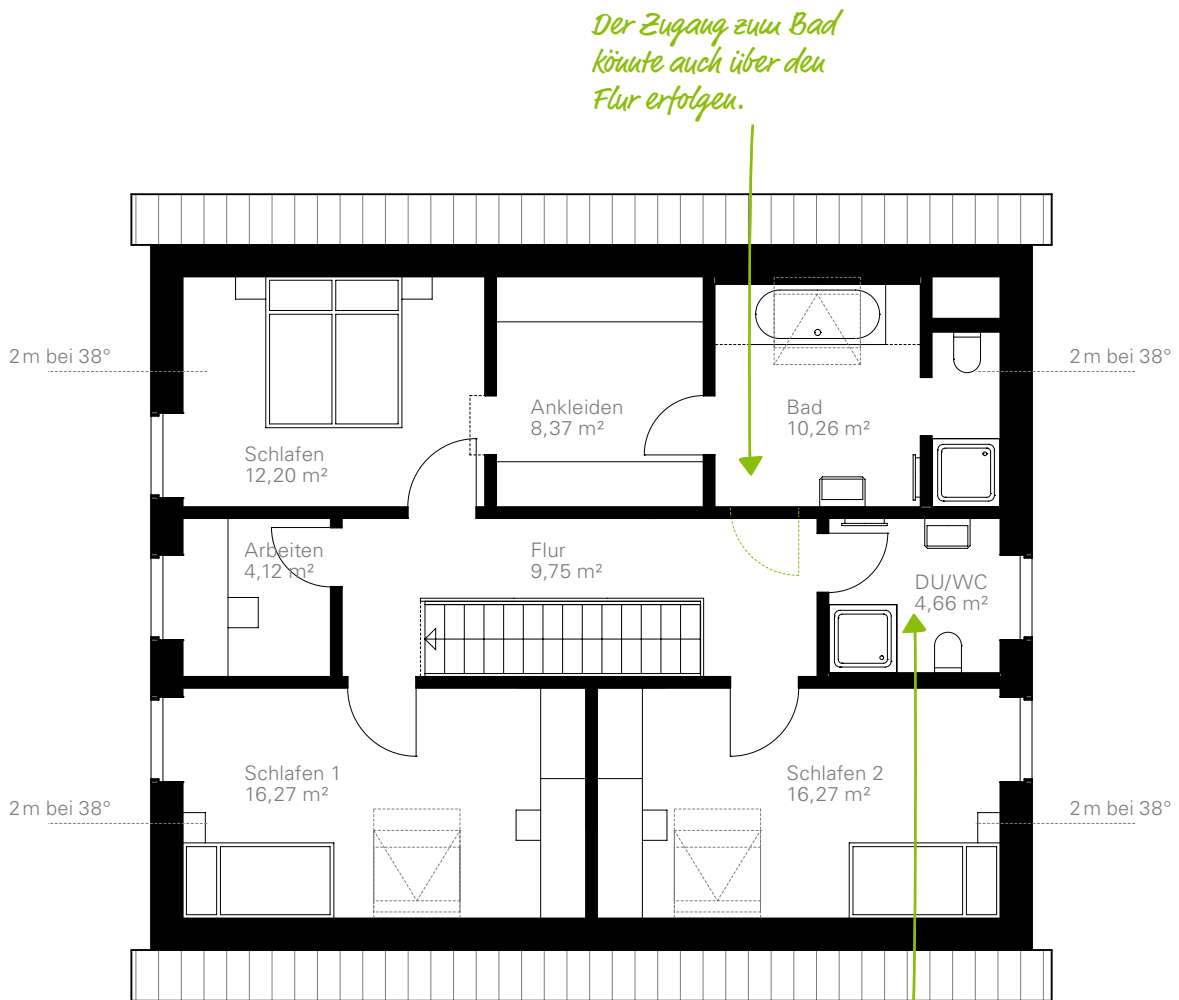 Der Zugang zum Bad
könnte auch über den
Flur erfolgen.
2 m bei 38°
2 m bei 38°
Ankleiden
8,37 m²
Bad
10,26 m²
Schlafen
12,20 m²
Arbeiten
4,12 m²
Flur
9,75 m²
DU/WC
4,66 m²
Schlafen 1
16,27 m²
Schlafen 2
16,27 m²
2 m bei 38°
2 m bei 38°